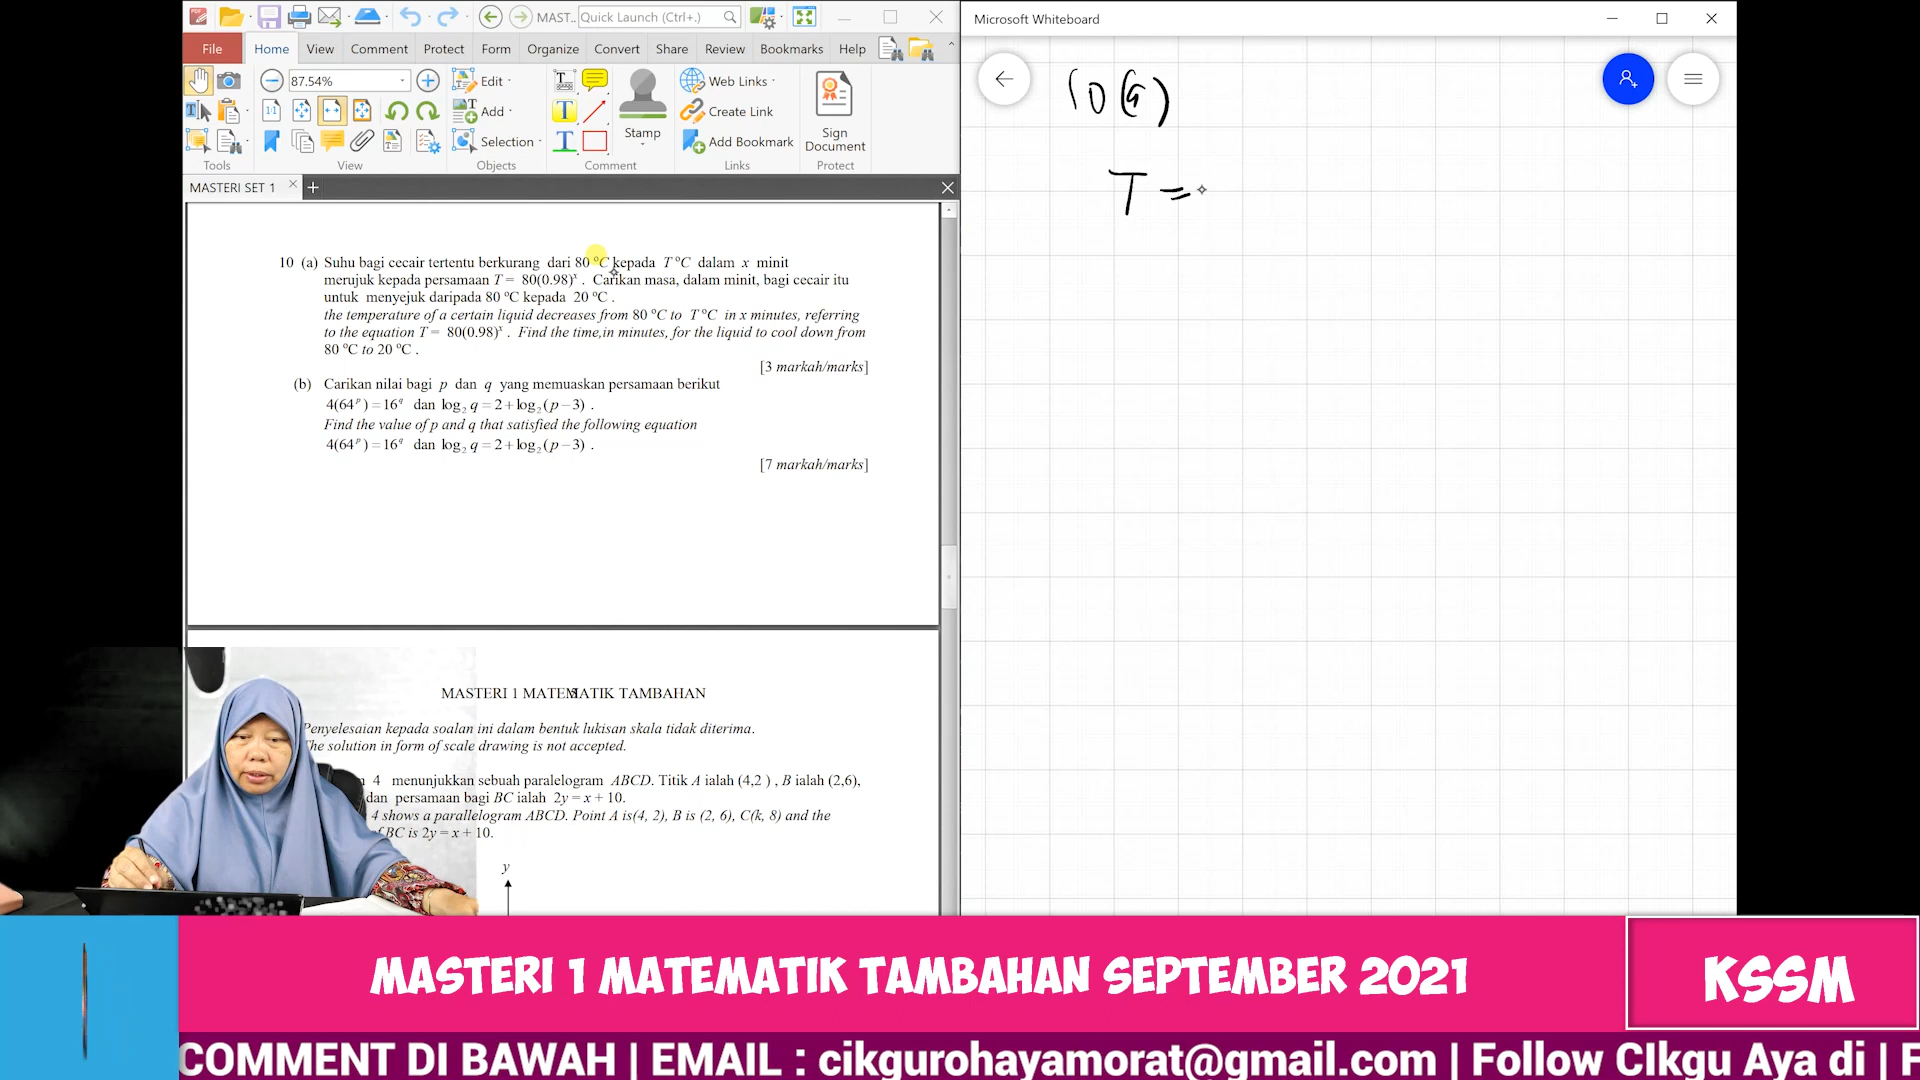 MAST..
Quick Launch (Ctrl+.)
File Home View Comment Protect Form Organize Convert Share Review Bookmarks Help
87.54%
Edit
Add
Selection
Stamp
Web Links
Create Link
Add Bookmark
Sign
Document
Tools View Objects Comment Links Protect
MASTERI SET 1
10 (a) Suhu bagi cecair tertentu berkurang dari 80 °C kepada T °C dalam x minit
merujuk kepada persamaan T = 80(0.98)ˣ . Carikan masa, dalam minit, bagi cecair itu
untuk menyejuk daripada 80 °C kepada 20 °C .
the temperature of a certain liquid decreases from 80 °C to T °C in x minutes, referring
to the equation T = 80(0.98)ˣ . Find the time,in minutes, for the liquid to cool down from
80 °C to 20 °C .
[3 markah/marks]
(b) Carikan nilai bagi p dan q yang memuaskan persamaan berikut
4(64ᵖ) = 16^q dan log₂ q = 2 + log₂ (p − 3) .
Find the value of p and q that satisfied the following equation
4(64ᵖ) = 16^q dan log₂ q = 2 + log₂ (p − 3) .
[7 markah/marks]
MASTERI 1 MATEMATIK TAMBAHAN
Penyelesaian kepada soalan ini dalam bentuk lukisan skala tidak diterima.
The solution in form of scale drawing is not accepted.
4 menunjukkan sebuah paralelogram ABCD. Titik A ialah (4,2 ) , B ialah (2,6),
dan persamaan bagi BC ialah 2y = x + 10.
4 shows a parallelogram ABCD. Point A is(4, 2), B is (2, 6), C(k, 8) and the
of BC is 2y = x + 10.
y
Microsoft Whiteboard
10(a)
T =
MASTERI 1 MATEMATIK TAMBAHAN SEPTEMBER 2021
KSSM
COMMENT DI BAWAH | EMAIL : cikgurohayamorat@gmail.com | Follow CIkgu Aya di | F